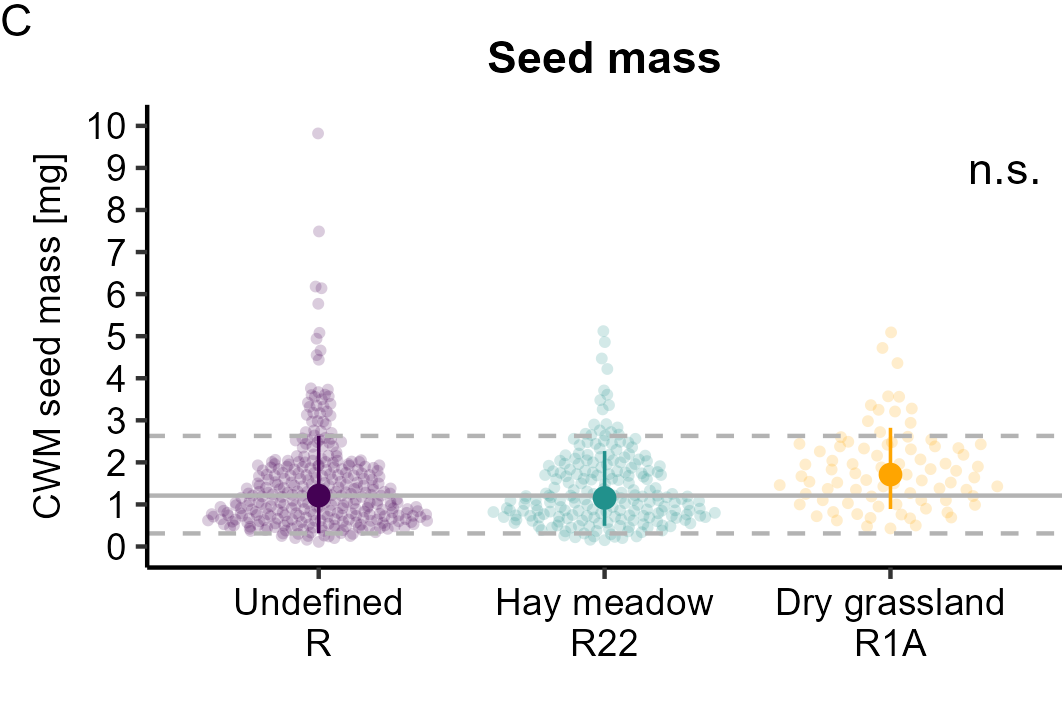 C
Seed mass
CWM seed mass [mg]
10
9
8
7
6
5
4
3
2
1
0
n.s.
Undefined
R
Hay meadow
R22
Dry grassland
R1A